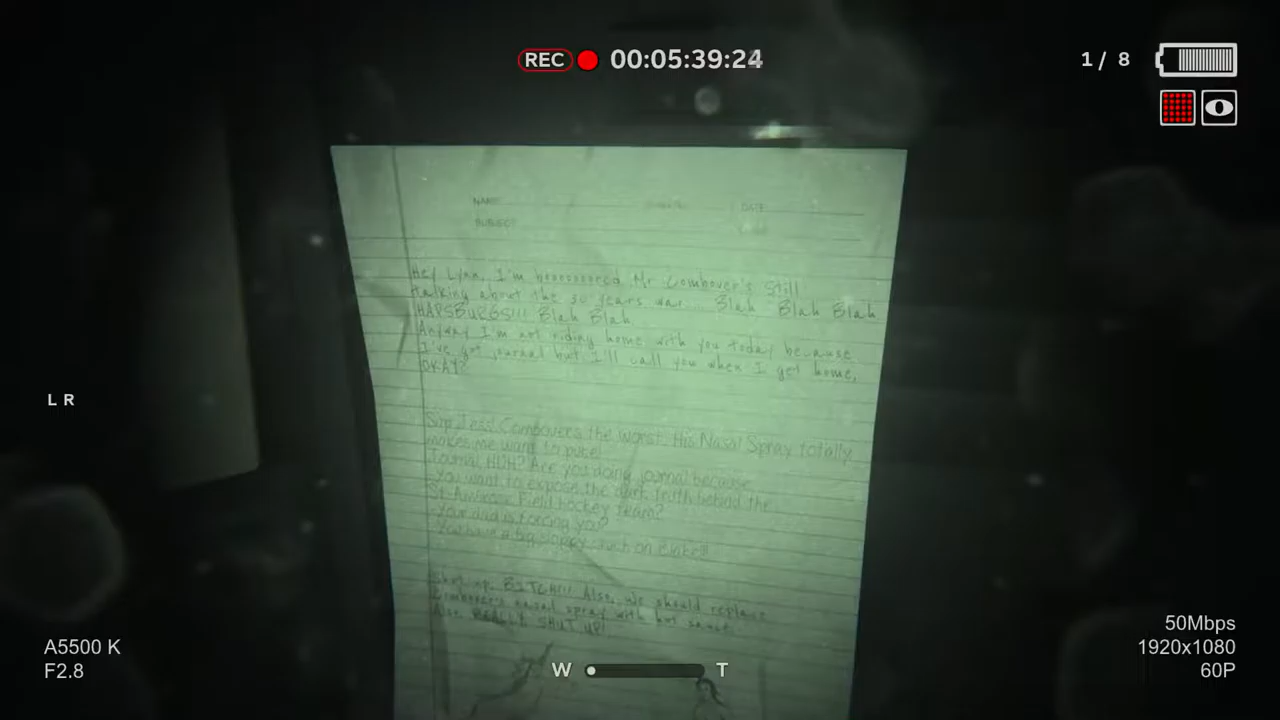 REC 00:05:39:24
1 / 8
NAME DATE
SUBJECT
Hey Lynn. I'm brooooooored Mr Combover's Still
talking about the 30 years war... Blah Blah Blah
HAPSBURGS!!! Blah Blah.
Anyway I'm not riding home with you today because
I've got journal but I'll call you when I get home,
OKAY?
Sup Jess! Combover's the worst. His Nasal Spray totally
makes me want to puke!
Journal HUH? Are you doing journal because
-You want to expose the dark truth behind the
St. Ambrose Field hockey team?
-Your dad is forcing you?
-You have a big sloppy on Blake?!
Shutup, BITCH!!! Also, we should replace
Combover's nasal spray with hot sauce.
Also, REALLY SHUT UP!
L R
A5500 K
F2.8
W T
50Mbps
1920x1080
60P